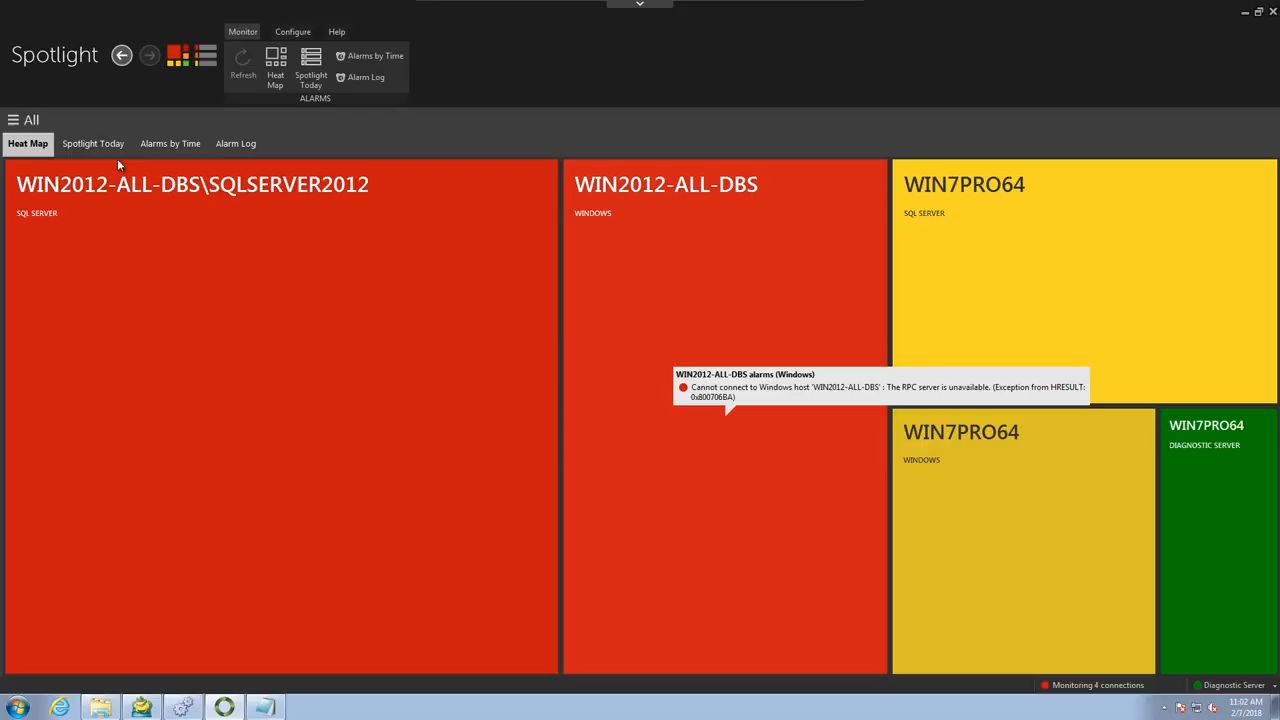 Monitor Configure Help
Spotlight
Refresh
Heat
Map
Spotlight
Today
Alarms by Time
Alarm Log
ALARMS
All
Heat Map Spotlight Today Alarms by Time Alarm Log
WIN2012-ALL-DBS\SQLSERVER2012
SQL SERVER
WIN2012-ALL-DBS
WINDOWS
WIN7PRO64
SQL SERVER
WIN2012-ALL-DBS alarms (Windows)
Cannot connect to Windows host 'WIN2012-ALL-DBS' : The RPC server is unavailable. (Exception from HRESULT:
0x800706BA)
WIN7PRO64
WINDOWS
WIN7PRO64
DIAGNOSTIC SERVER
Monitoring 4 connections Diagnostic Server
11:02 AM
2/7/2018